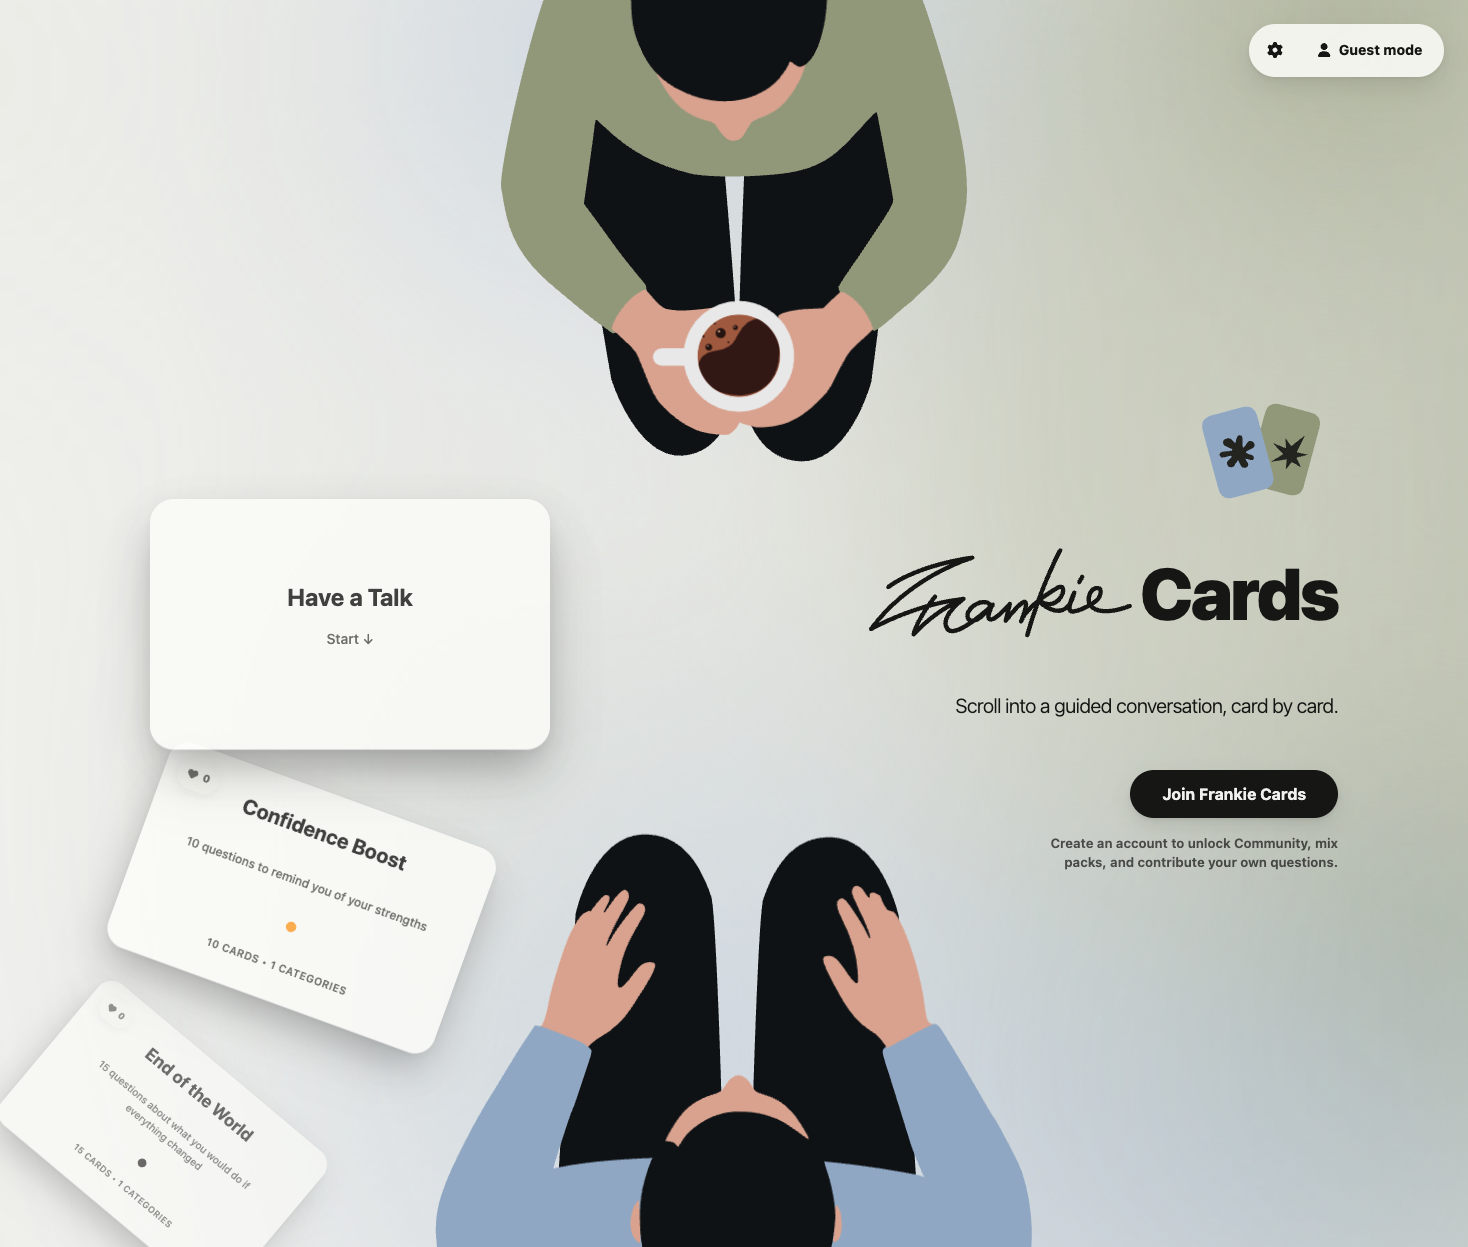 Guest mode
Have a Talk
Start ↓
Frankie Cards
Scroll into a guided conversation, card by card.
Join Frankie Cards
Create an account to unlock Community, mix
packs, and contribute your own questions.
0
Confidence Boost
10 questions to remind you of your strengths
10 CARDS • 1 CATEGORIES
0
End of the World
15 questions about what you would do if
everything changed
15 CARDS • 1 CATEGORIES